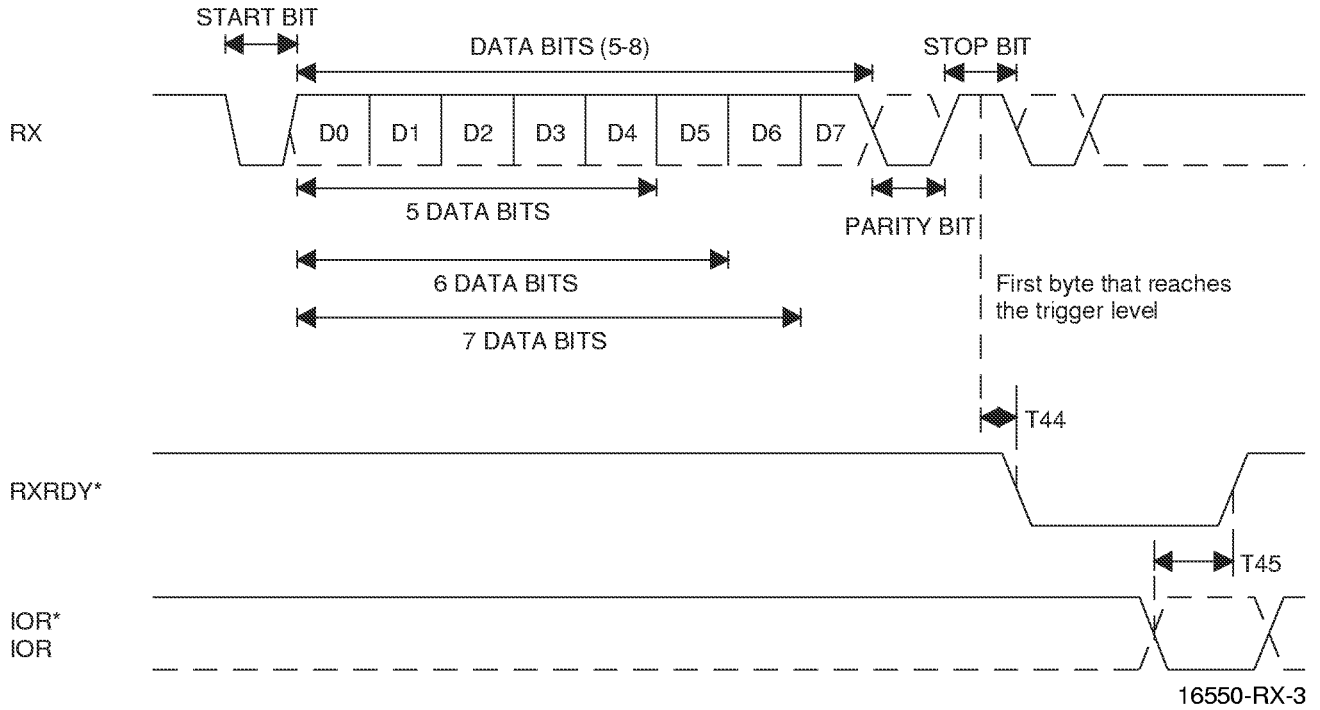 START BIT
DATA BITS (5-8)
STOP BIT
RX
D0 D1 D2 D3 D4 D5 D6 D7
5 DATA BITS
PARITY BIT
6 DATA BITS
First byte that reaches
the trigger level
7 DATA BITS
T44
RXRDY*
T45
IOR*
IOR
16550-RX-3